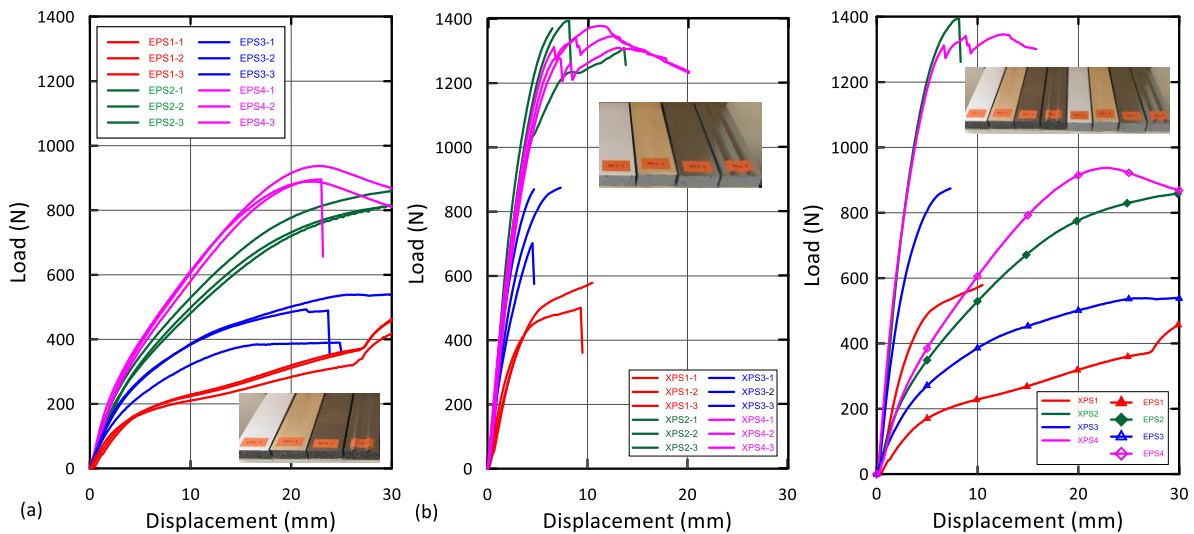 1400
1200
1000
800
600
400
200
0
Load (N)
EPS1-1
EPS1-2
EPS1-3
EPS2-1
EPS2-2
EPS2-3
EPS3-1
EPS3-2
EPS3-3
EPS4-1
EPS4-2
EPS4-3
0
10
20
30
Displacement (mm)
(a)
1400
1200
1000
800
600
400
200
0
Load (N)
XPS1-1
XPS1-2
XPS1-3
XPS2-1
XPS2-2
XPS2-3
XPS3-1
XPS3-2
XPS3-3
XPS4-1
XPS4-2
XPS4-3
0
10
20
30
Displacement (mm)
(b)
1400
1200
1000
800
600
400
200
0
Load (N)
XPS1
XPS2
XPS3
XPS4
EPS1
EPS2
EPS3
EPS4
0
10
20
30
Displacement (mm)